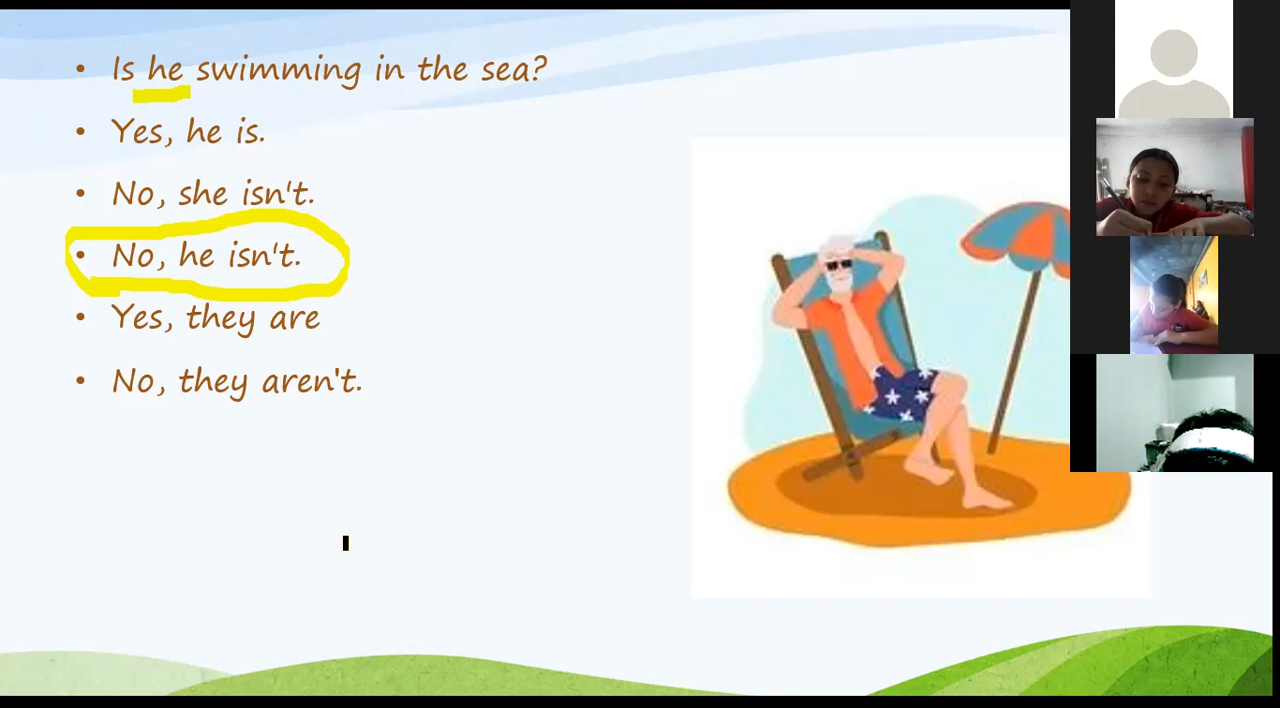 • Is he swimming in the sea?
• Yes, he is.
• No, she isn't.
• No, he isn't.
• Yes, they are
• No, they aren't.